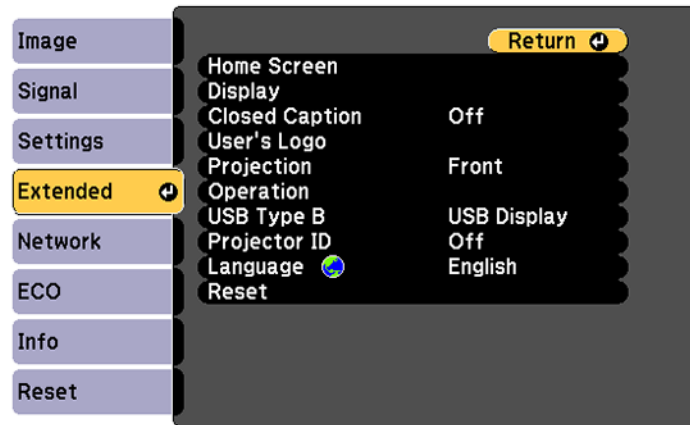 Image
Signal
Settings
Extended
Network
ECO
Info
Reset
Return
Home Screen
Display
Closed Caption Off
User's Logo
Projection Front
Operation
USB Type B USB Display
Projector ID Off
Language English
Reset